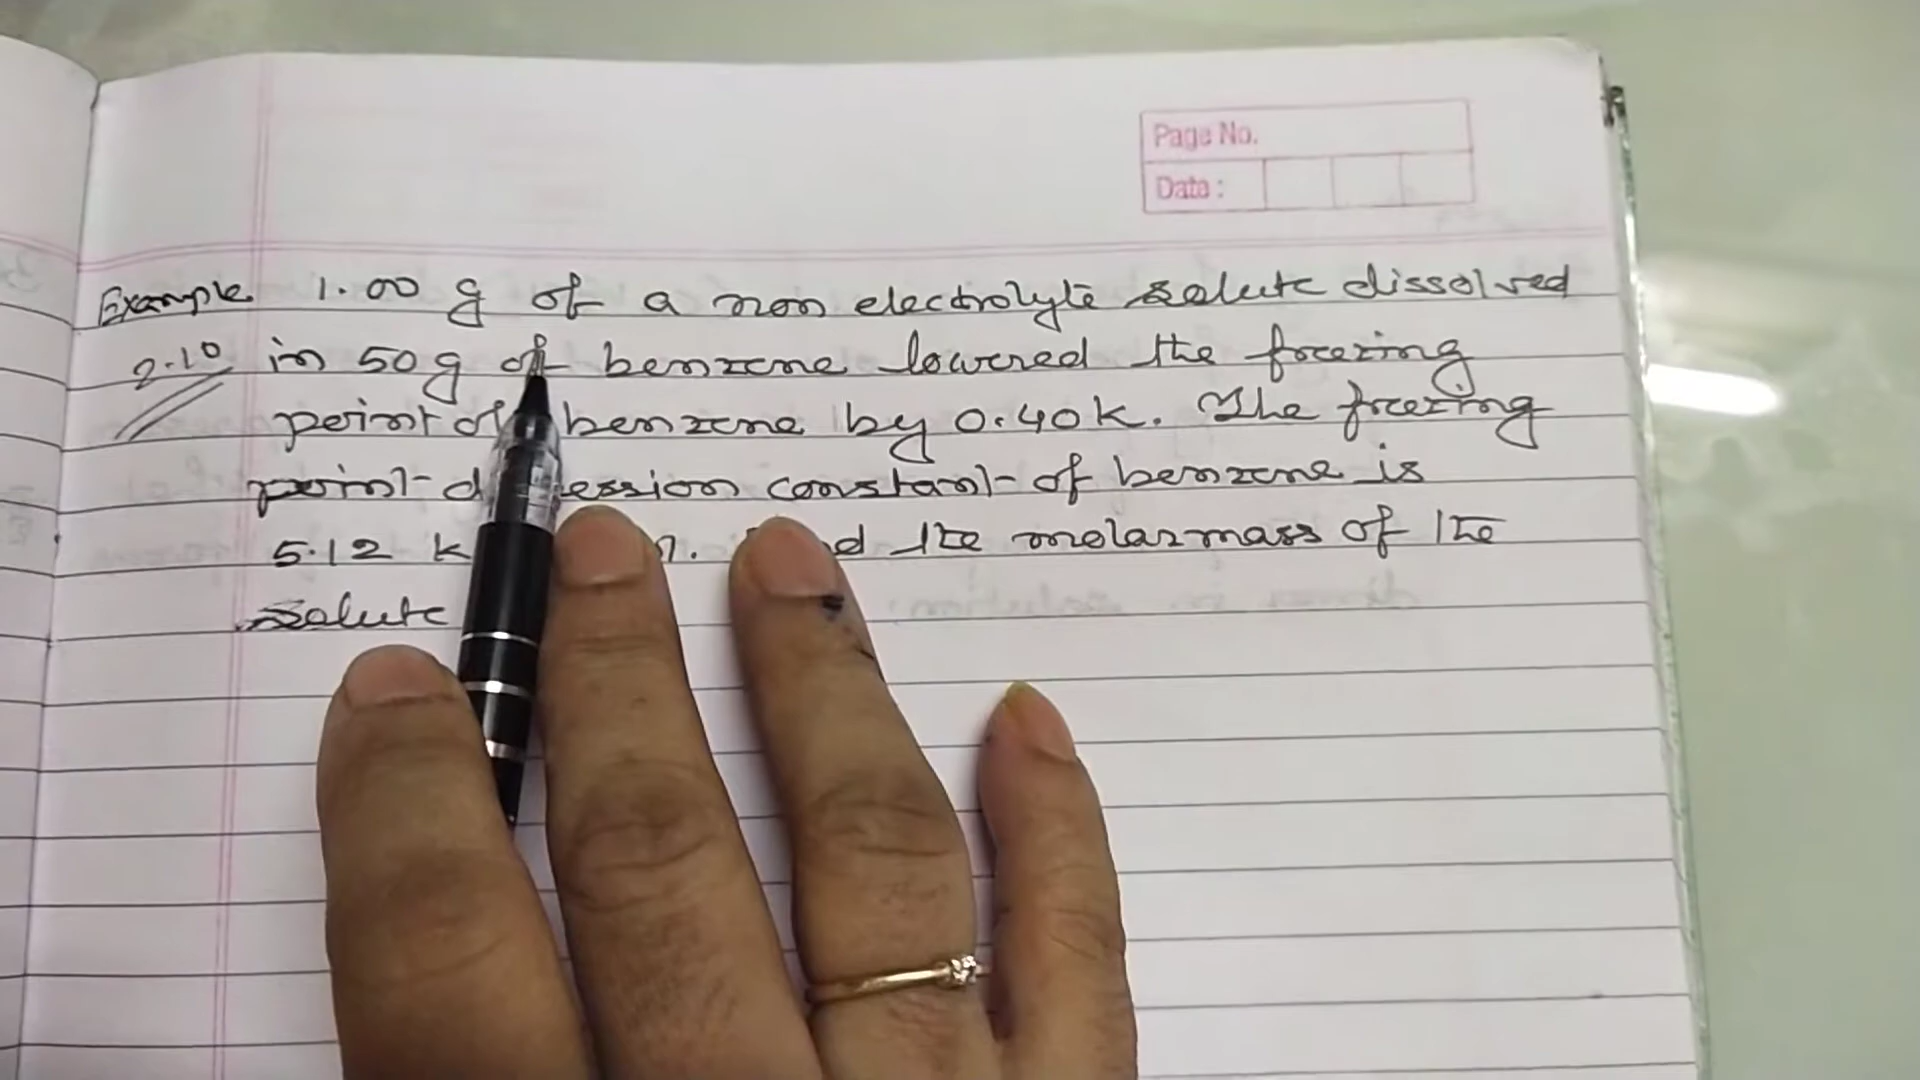 Page No.
Date :
Example 1.00 g of a non electrolyte solute dissolved
2.10 in 50 g of benzene lowered the freezing
point of benzene by 0.40 K. The freezing
point constant of benzene is
5.12 K the molar mass of the
solute